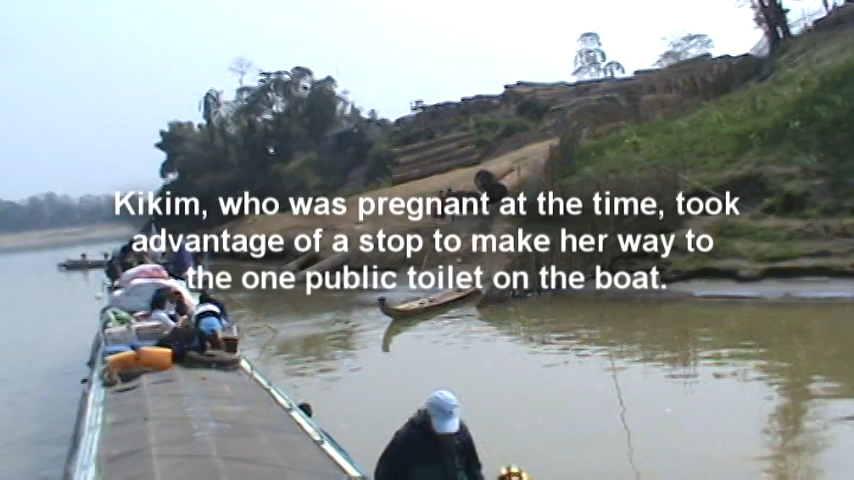 Kikim, who was pregnant at the time, took
advantage of a stop to make her way to
the one public toilet on the boat.